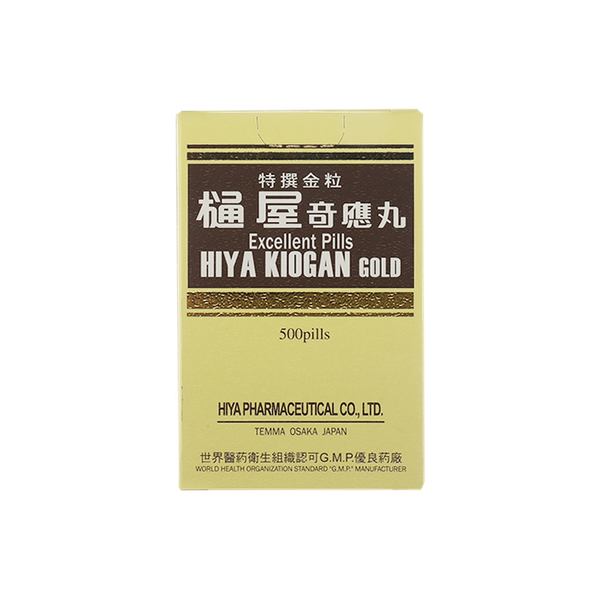 特撰金粒
樋屋奇應丸
Excellent Pills
HIYA KIOGAN GOLD
500pills
HIYA PHARMACEUTICAL CO., LTD.
TEMMA OSAKA JAPAN
世界醫药衛生組織認可G.M.P.優良药廠
WORLD HEALTH ORGANIZATION STANDARD "G.M.P." MANUFACTURER